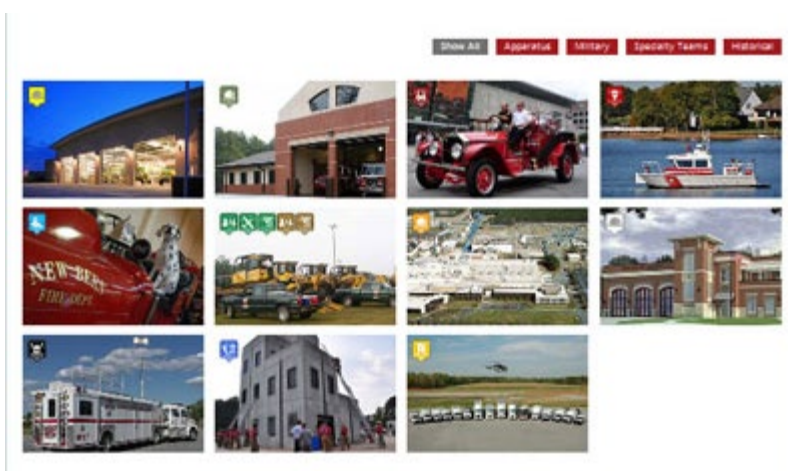 Show All
Apparatus
Military
Specialty Teams
Historical
NEW BERN
FIRE DEPT.